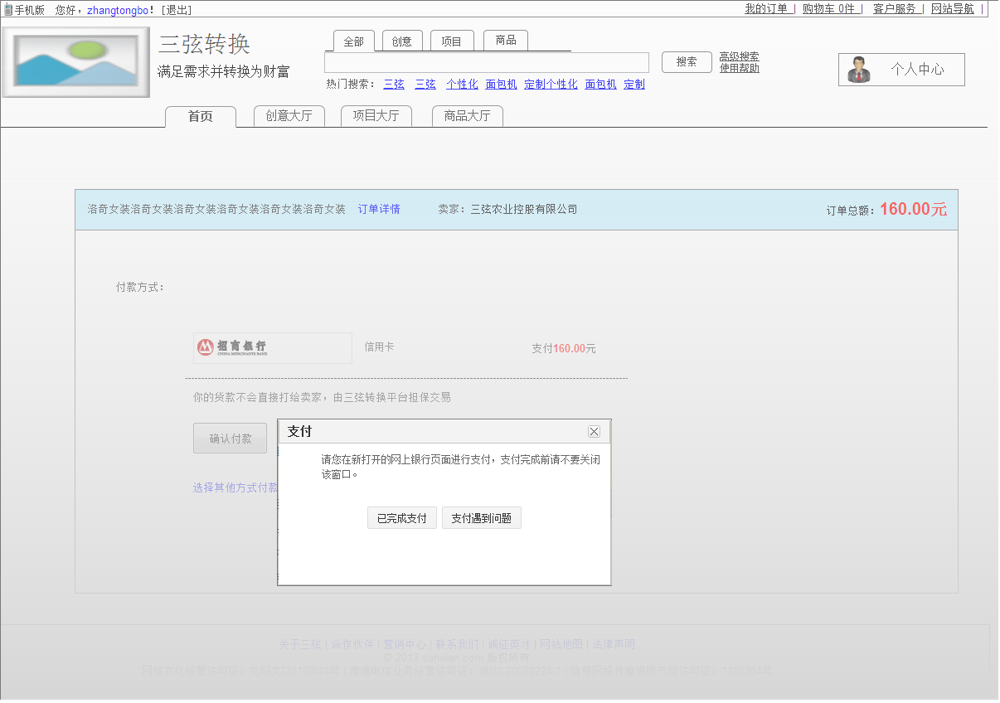 手机版 您好，zhangtongbo！ [退出] 我的订单 | 购物车 0件 | 客户服务 | 网站导航 |
三弦转换
满足需求并转换为财富
全部 创意 项目 商品
搜索
高级搜索
使用帮助
个人中心
热门搜索： 三弦 三弦 个性化 面包机 定制个性化 面包机 定制
首页 创意大厅 项目大厅 商品大厅
洛奇女装洛奇女装洛奇女装洛奇女装洛奇女装洛奇女装 订单详情 卖家：三弦农业控股有限公司 订单总额：160.00元
付款方式：
招商银行 CHINA MERCHANTS BANK 信用卡 支付160.00元
你的货款不会直接打给卖家，由三弦转换平台担保交易
确认付款
选择其他方式付款
支付
请您在新打开的网上银行页面进行支付，支付完成前请不要关闭
该窗口。
已完成支付 支付遇到问题
关于三弦 | 合作伙伴 | 营销中心 | 联系我们 | 诚征英才 | 网站地图 | 法律声明
© 2013 sanxian.com 版权所有
网络文化经营许可证：文网文 | 增值电信业务经营许可证： | 信息网络传播视听节目许可证：